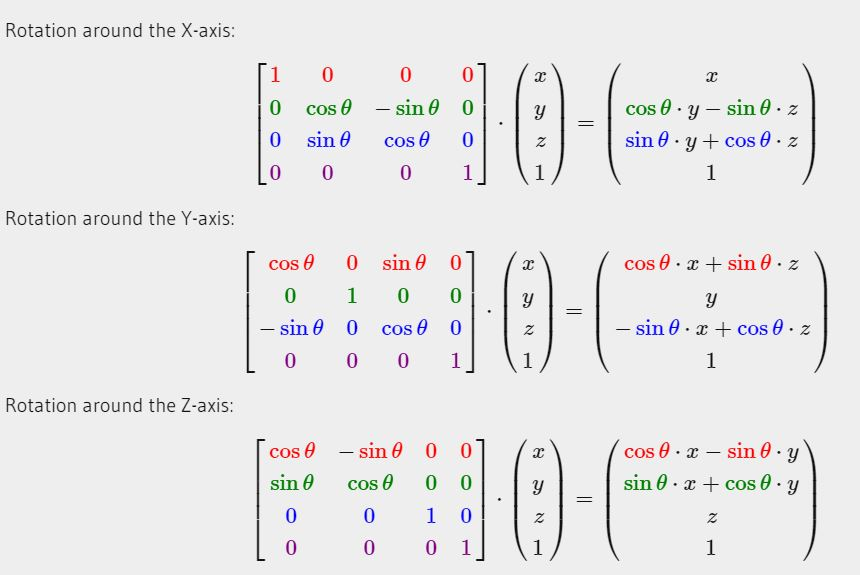 Rotation around the X-axis:
[1 0 0 0] (x) (x)
[0 cos θ − sin θ 0] (y) (cos θ · y − sin θ · z)
[0 sin θ cos θ 0] · (z) = (sin θ · y + cos θ · z)
[0 0 0 1] (1) (1)
Rotation around the Y-axis:
[cos θ 0 sin θ 0] (x) (cos θ · x + sin θ · z)
[0 1 0 0] (y) (y)
[− sin θ 0 cos θ 0] · (z) = (− sin θ · x + cos θ · z)
[0 0 0 1] (1) (1)
Rotation around the Z-axis:
[cos θ − sin θ 0 0] (x) (cos θ · x − sin θ · y)
[sin θ cos θ 0 0] (y) (sin θ · x + cos θ · y)
[0 0 1 0] · (z) = (z)
[0 0 0 1] (1) (1)